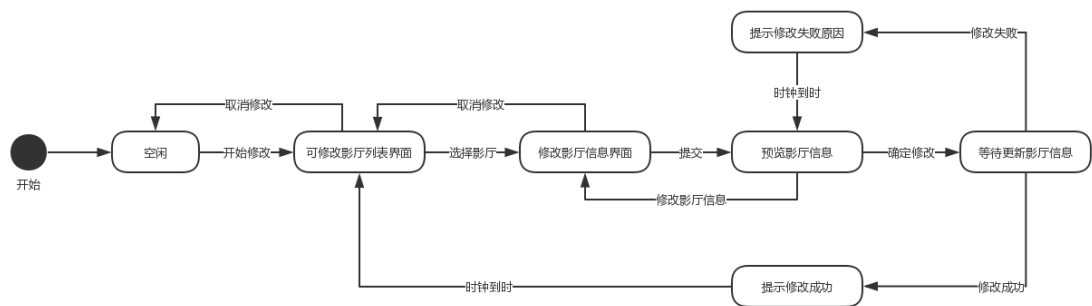 提示修改失败原因
修改失败
时钟到时
取消修改
取消修改
空闲
开始修改
可修改影厅列表界面
选择影厅
修改影厅信息界面
提交
预览影厅信息
确定修改
等待更新影厅信息
开始
修改影厅信息
时钟到时
提示修改成功
修改成功